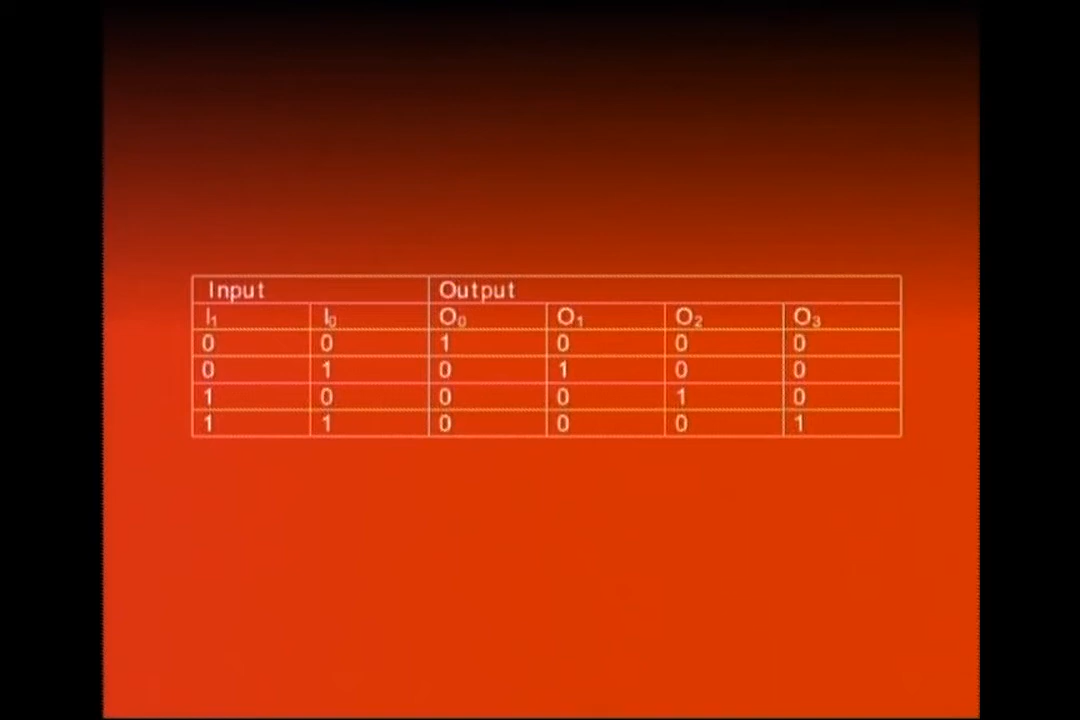 Input Output
I₁ I₀ O₀ O₁ O₂ O₃
0 0 1 0 0 0
0 1 0 1 0 0
1 0 0 0 1 0
1 1 0 0 0 1